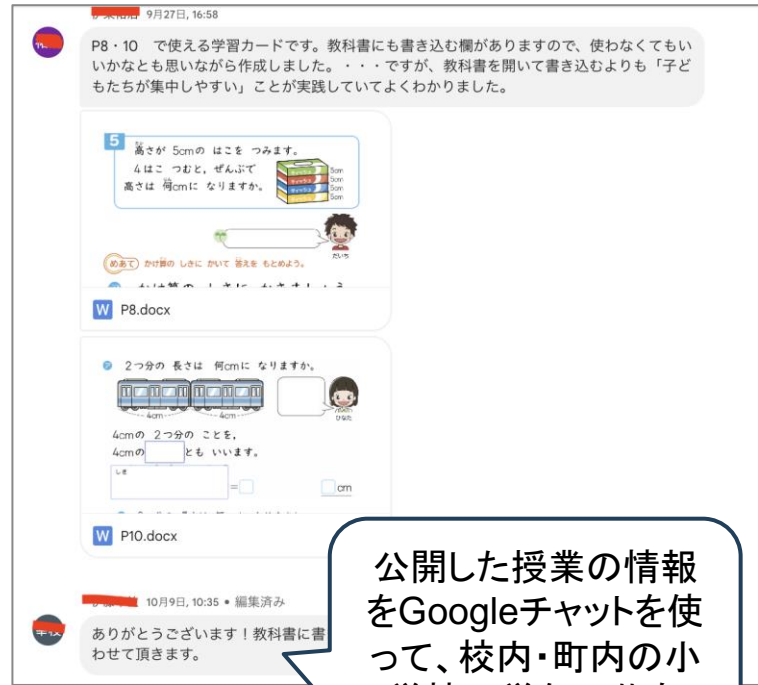 9月27日, 16:58
P8・10 で使える学習カードです。教科書にも書き込む欄がありますので、使わなくてもい
いかなとも思いながら作成しました。・・・ですが、教科書を開いて書き込むよりも「子ど
もたちが集中しやすい」ことが実践していてよくわかりました。
5
高さが 5cmの はこを つみます。
4はこ つむと，ぜんぶで
高さは 何cmに なりますか。
5cm
5cm
5cm
5cm
だいち
めあて かけ算の しきに かいて 答えを もとめよう。
W P8.docx
2つ分の 長さは 何cmに なりますか。
4cm 4cm
ひなた
4cmの 2つ分の ことを，
4cmの とも いいます。
しき
= cm
W P10.docx
公開した授業の情報
をGoogleチャットを使
って、校内・町内の小
10月9日, 10:35 • 編集済み
ありがとうございます！教科書に書
わせて頂きます。